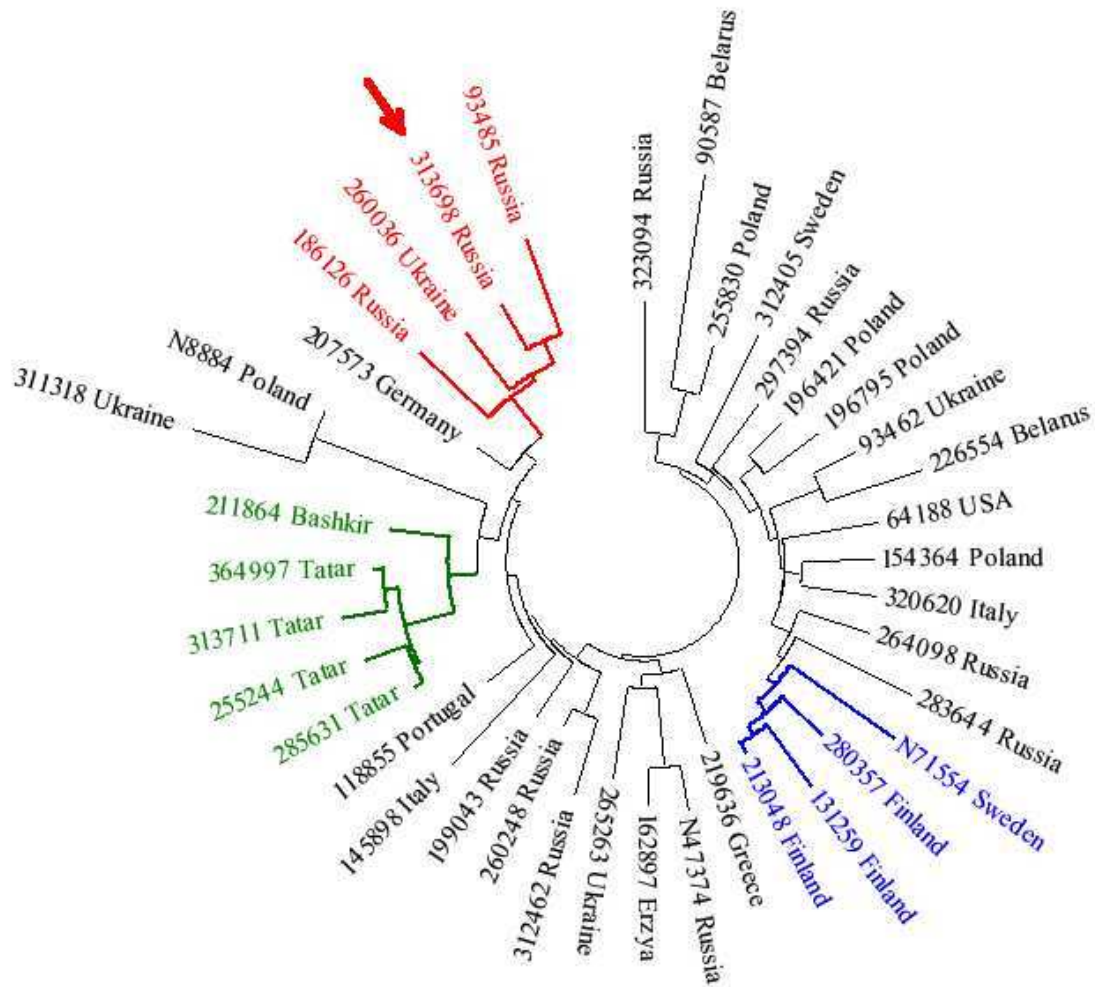 323094 Russia
90587 Belarus
255830 Poland
312405 Sweden
297394 Russia
196421 Poland
196795 Poland
93462 Ukraine
226554 Belarus
64188 USA
154364 Poland
320620 Italy
264098 Russia
283644 Russia
N71554 Sweden
280357 Finland
131259 Finland
213048 Finland
219636 Greece
N47374 Russia
162897 Erzya
265263 Ukraine
312462 Russia
260248 Russia
199043 Russia
145898 Italy
118855 Portugal
285631 Tatar
255244 Tatar
313711 Tatar
364997 Tatar
211864 Bashkir
311318 Ukraine
N8884 Poland
207573 Germany
186126 Russia
260036 Ukraine
313698 Russia
93485 Russia